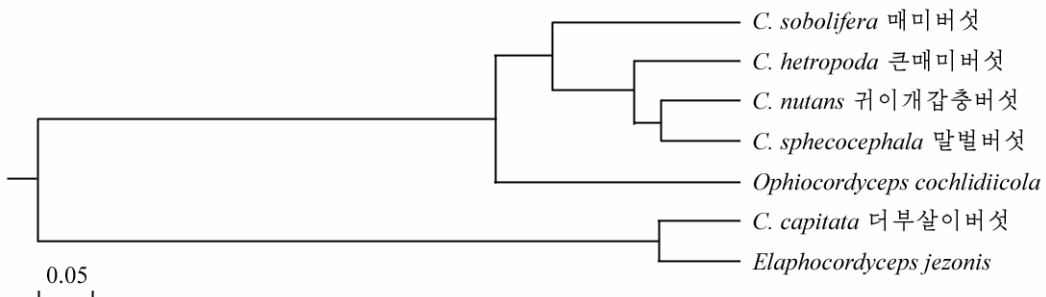 C. sobolifera 매미버섯
C. hetropoda 큰매미버섯
C. nutans 귀이개갑충버섯
C. sphecocephala 말벌버섯
Ophiocordyceps cochlidiicola
C. capitata 더부살이버섯
Elaphocordyceps jezonis
0.05